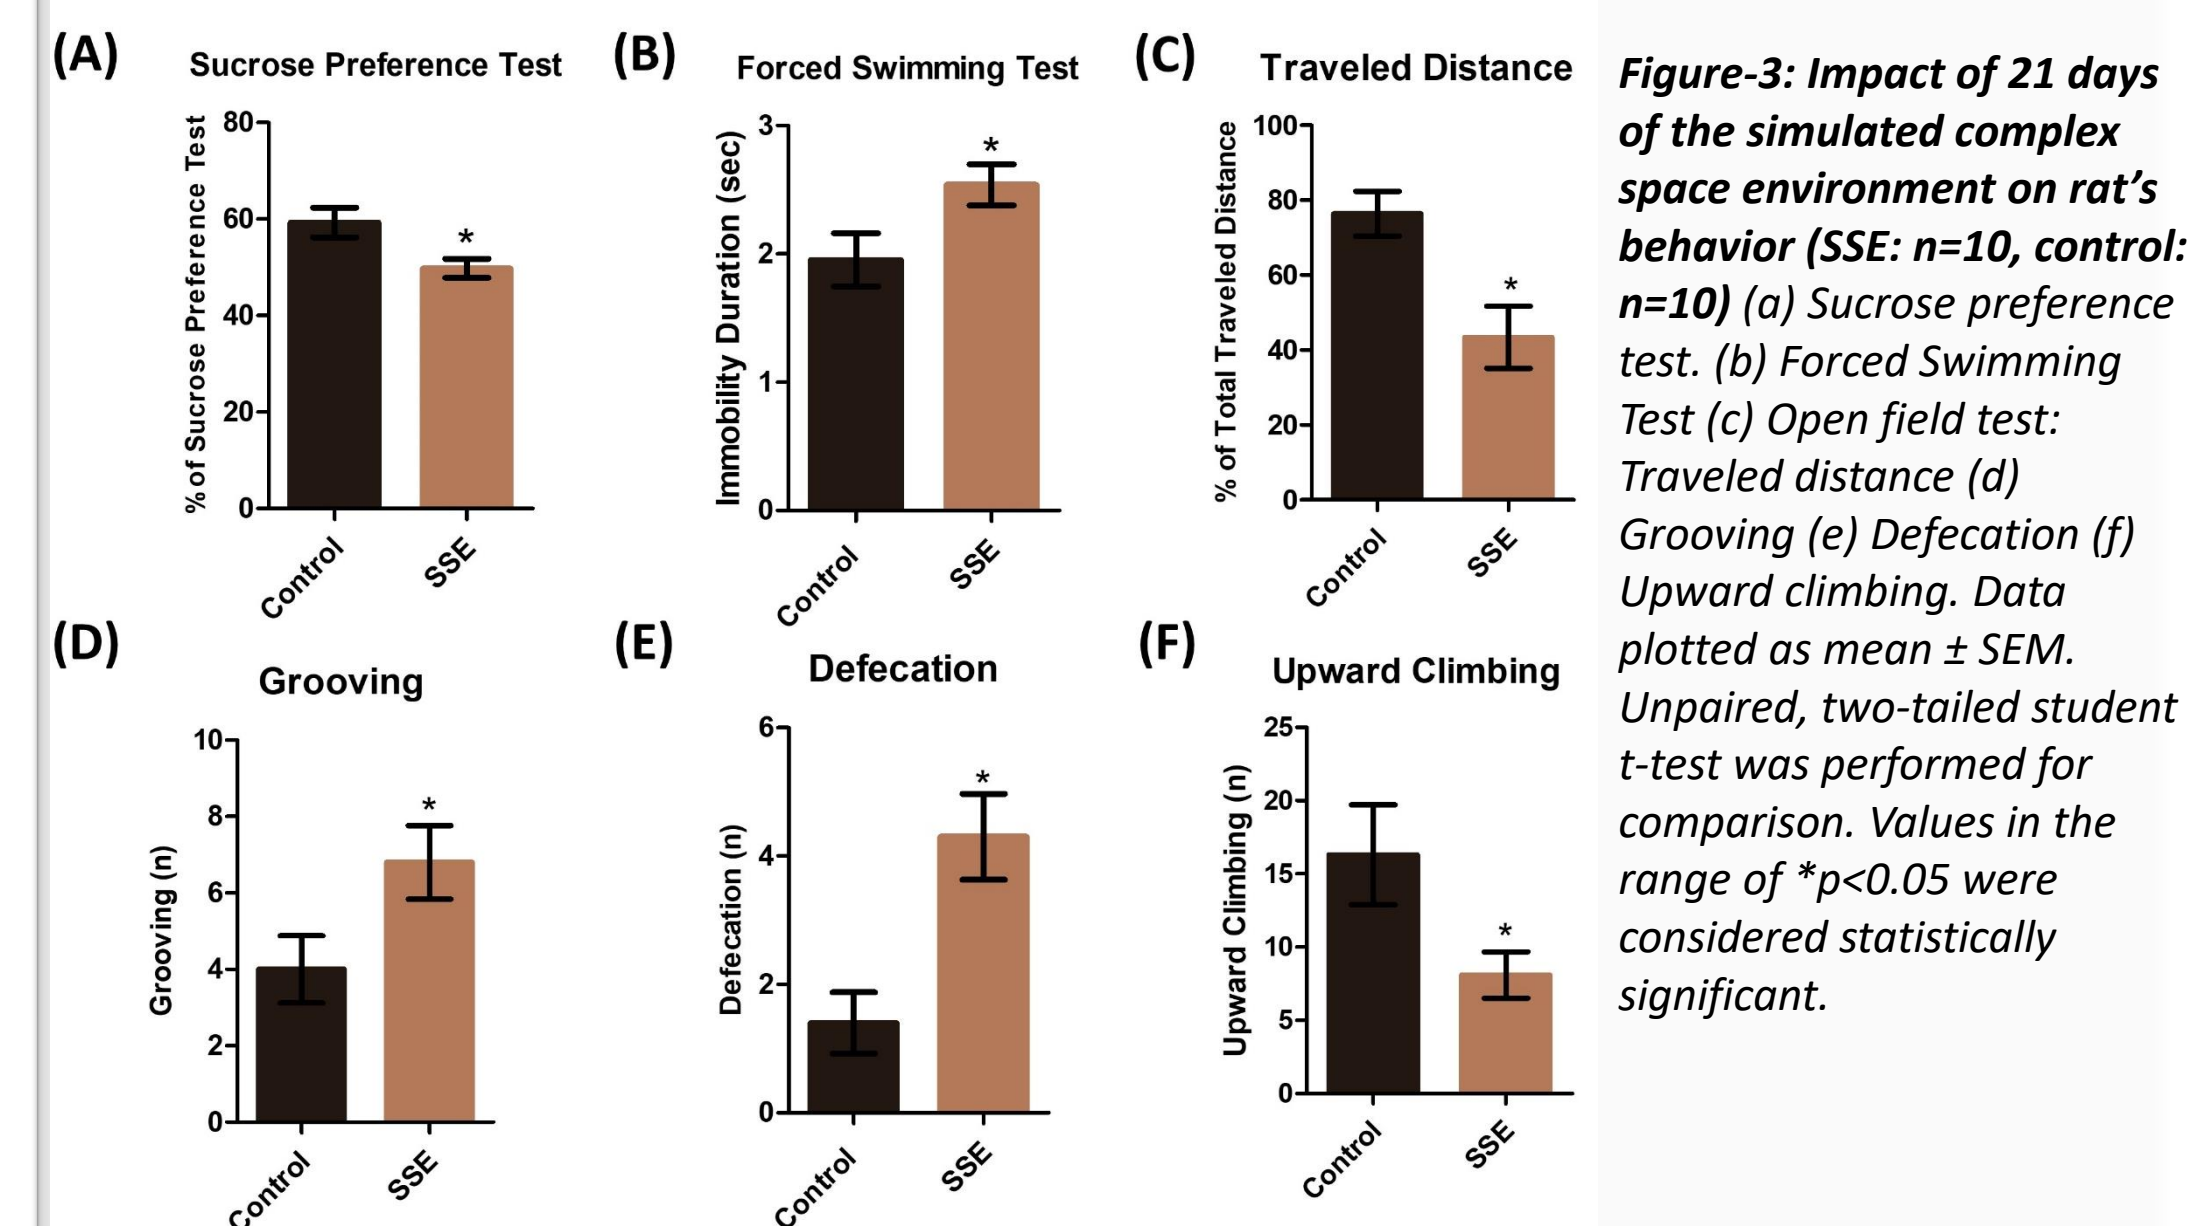 (A)
Sucrose Preference Test
% of Sucrose Preference Test
80
60
40
20
0
*
Control
SSE
(B)
Forced Swimming Test
Immobility Duration (sec)
3
2
1
0
*
Control
SSE
(C)
Traveled Distance
% of Total Traveled Distance
100
80
60
40
20
0
*
Control
SSE
(D)
Grooving
Grooving (n)
10
8
6
4
2
0
*
Control
SSE
(E)
Defecation
Defecation (n)
6
4
2
0
*
Control
SSE
(F)
Upward Climbing
Upward Climbing (n)
25
20
15
10
5
0
*
Control
SSE
Figure-3: Impact of 21 days
of the simulated complex
space environment on rat’s
behavior (SSE: n=10, control:
n=10) (a) Sucrose preference
test. (b) Forced Swimming
Test (c) Open field test:
Traveled distance (d)
Grooving (e) Defecation (f)
Upward climbing. Data
plotted as mean ± SEM.
Unpaired, two-tailed student
t-test was performed for
comparison. Values in the
range of *p<0.05 were
considered statistically
significant.